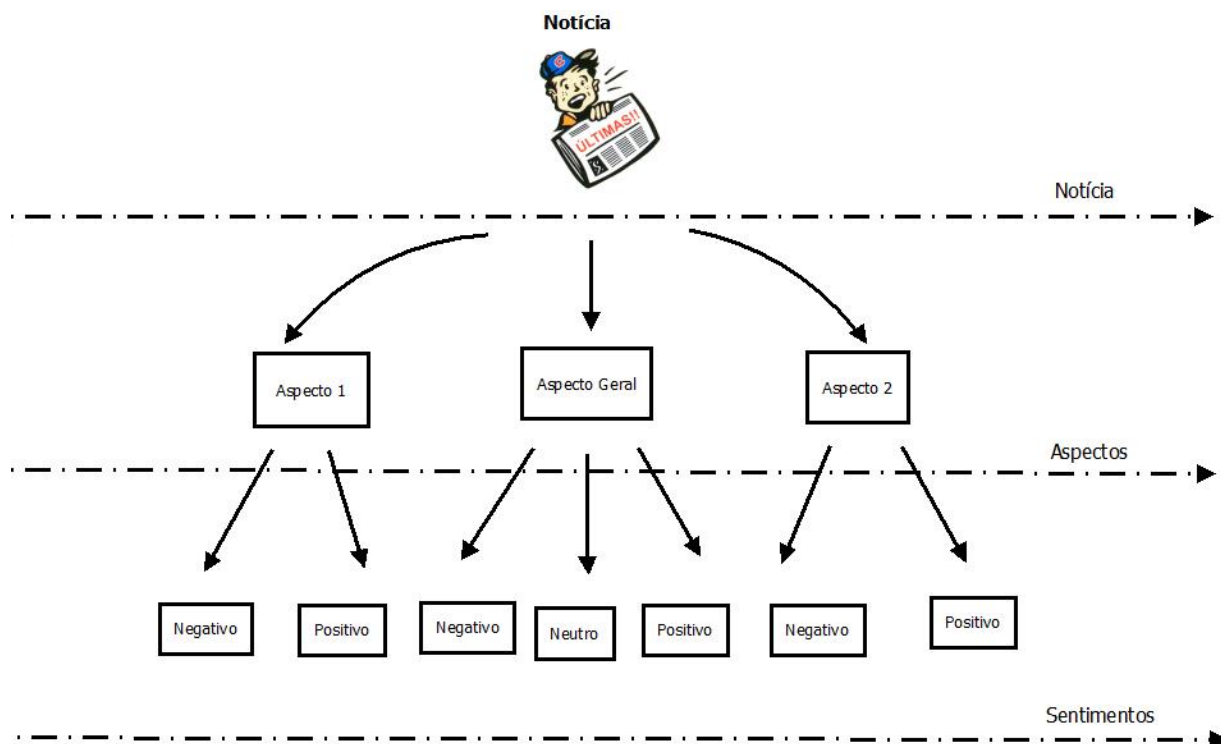 Notícia
G
ÚLTIMAS!!
Notícia
Aspecto 1
Aspecto Geral
Aspecto 2
Aspectos
Negativo
Positivo
Negativo
Neutro
Positivo
Negativo
Positivo
Sentimentos